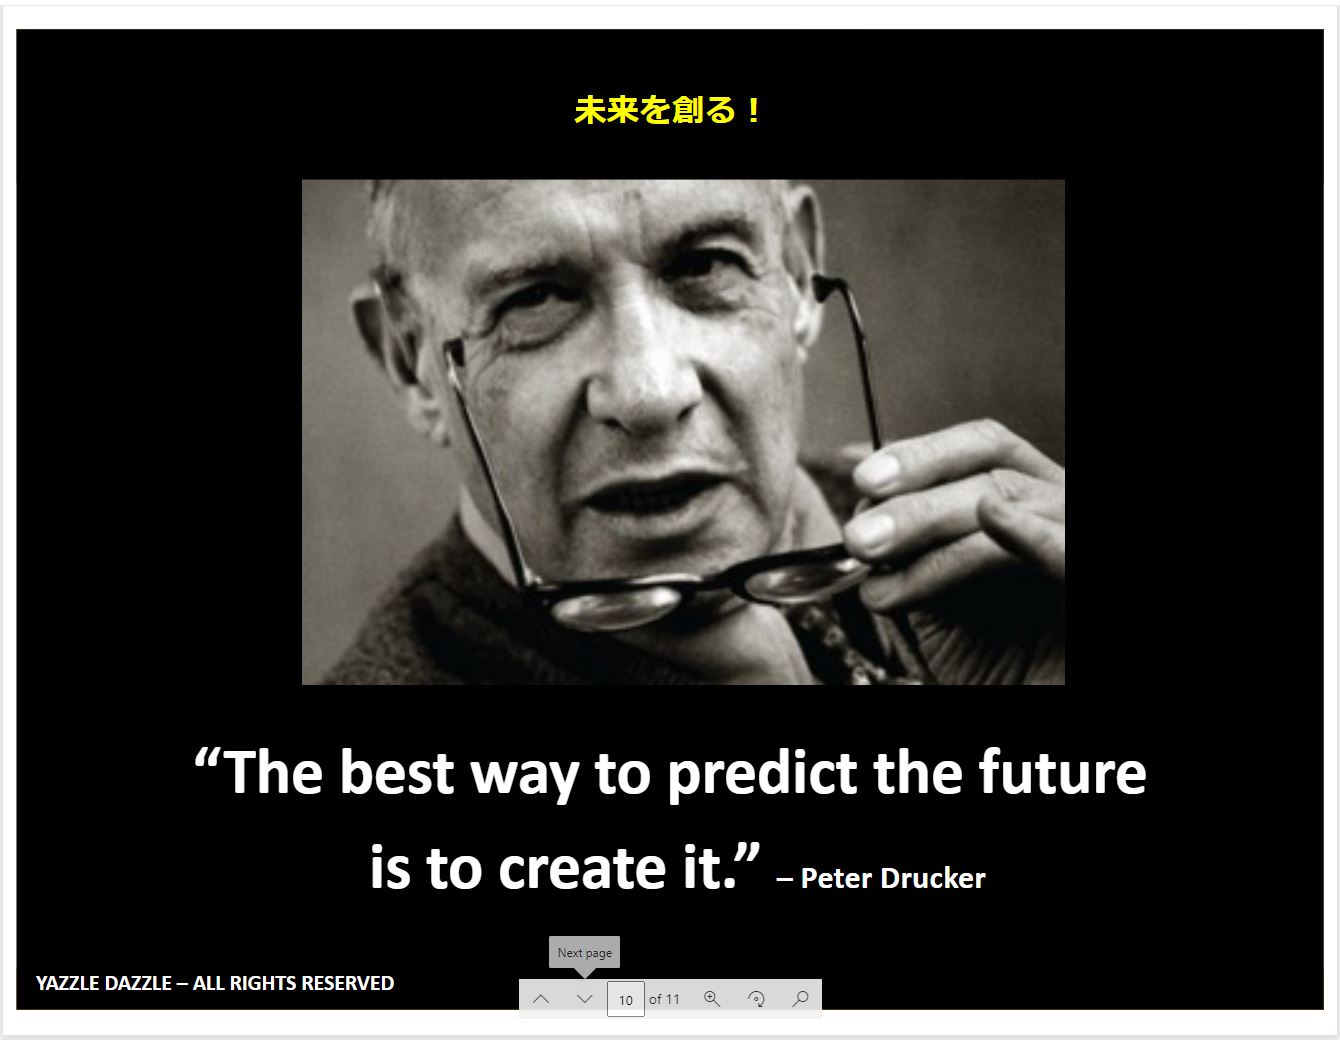 未来を創る！
“The best way to predict the future
is to create it.” – Peter Drucker
Next page
YAZZLE DAZZLE – ALL RIGHTS RESERVED
10 of 11